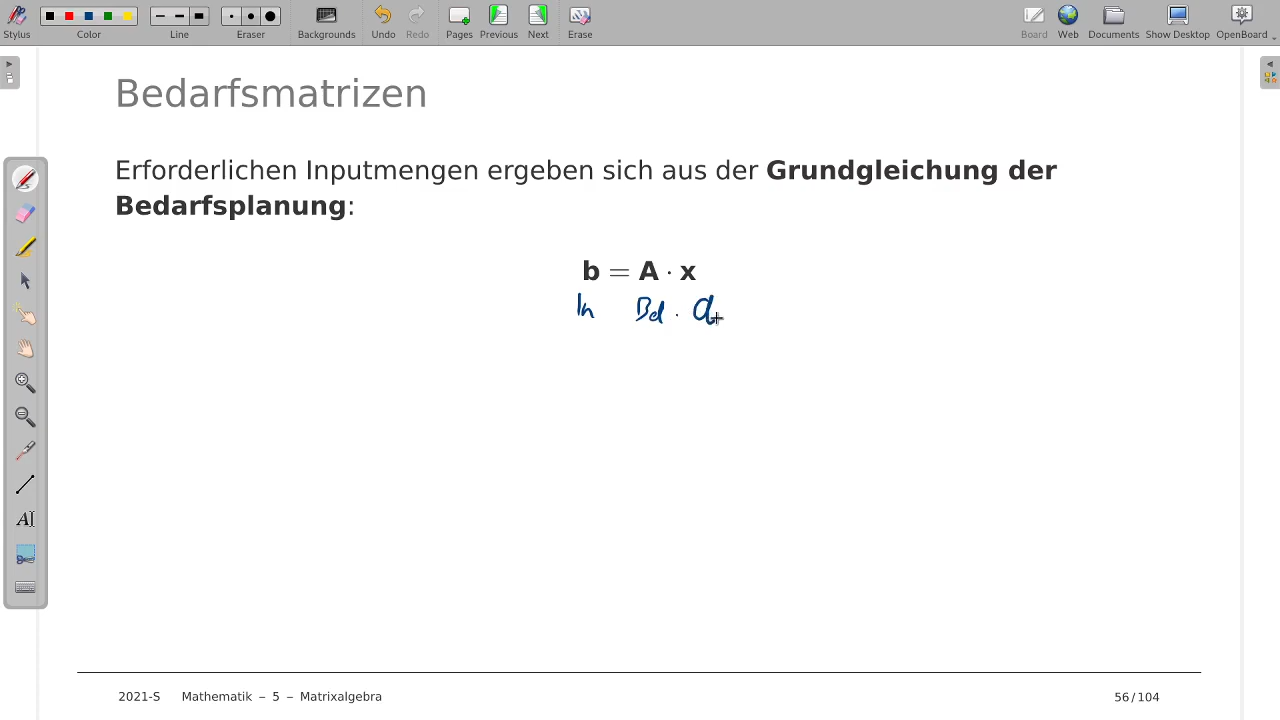 Stylus Color Line Eraser Backgrounds Undo Redo Pages Previous Next Erase Board Web Documents Show Desktop OpenBoard
Bedarfsmatrizen
Erforderlichen Inputmengen ergeben sich aus der Grundgleichung der
Bedarfsplanung:
b = A · x
In Bd ·
2021-S Mathematik – 5 – Matrixalgebra 56/104